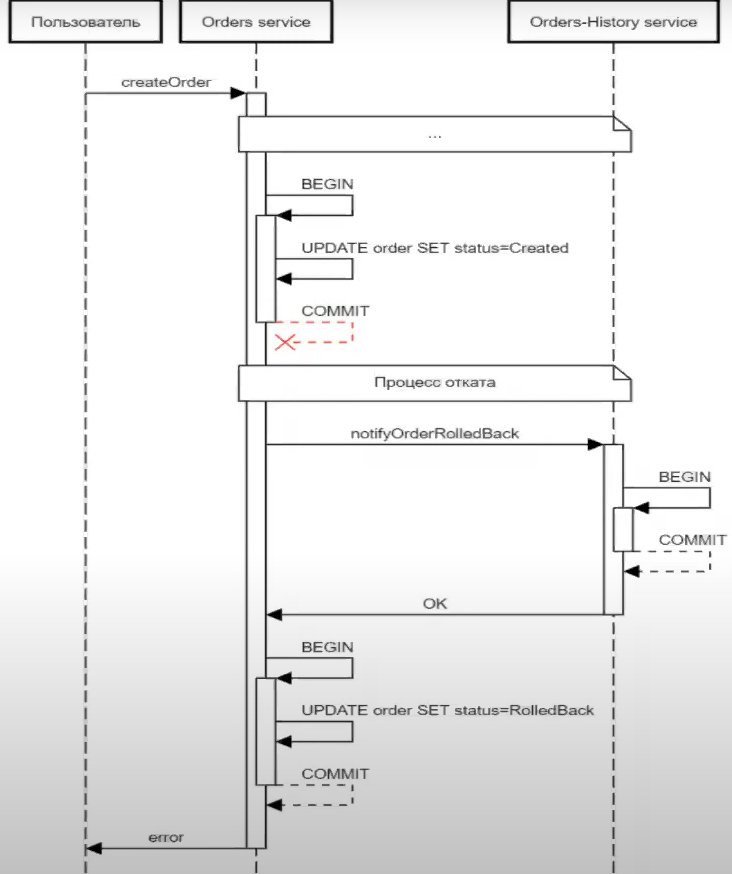 Пользователь
Orders service
Orders-History service
createOrder
...
BEGIN
UPDATE order SET status=Created
COMMIT
Процесс отката
notifyOrderRolledBack
BEGIN
COMMIT
OK
BEGIN
UPDATE order SET status=RolledBack
COMMIT
error